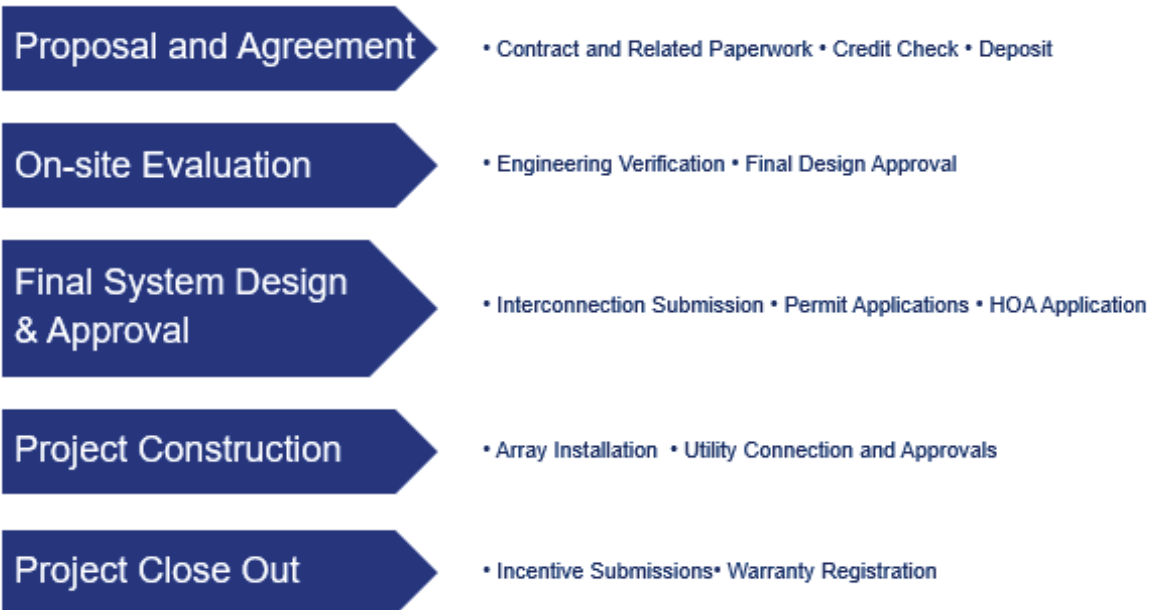 Proposal and Agreement
• Contract and Related Paperwork • Credit Check • Deposit
On-site Evaluation
• Engineering Verification • Final Design Approval
Final System Design
& Approval
• Interconnection Submission • Permit Applications • HOA Application
Project Construction
• Array Installation • Utility Connection and Approvals
Project Close Out
• Incentive Submissions• Warranty Registration